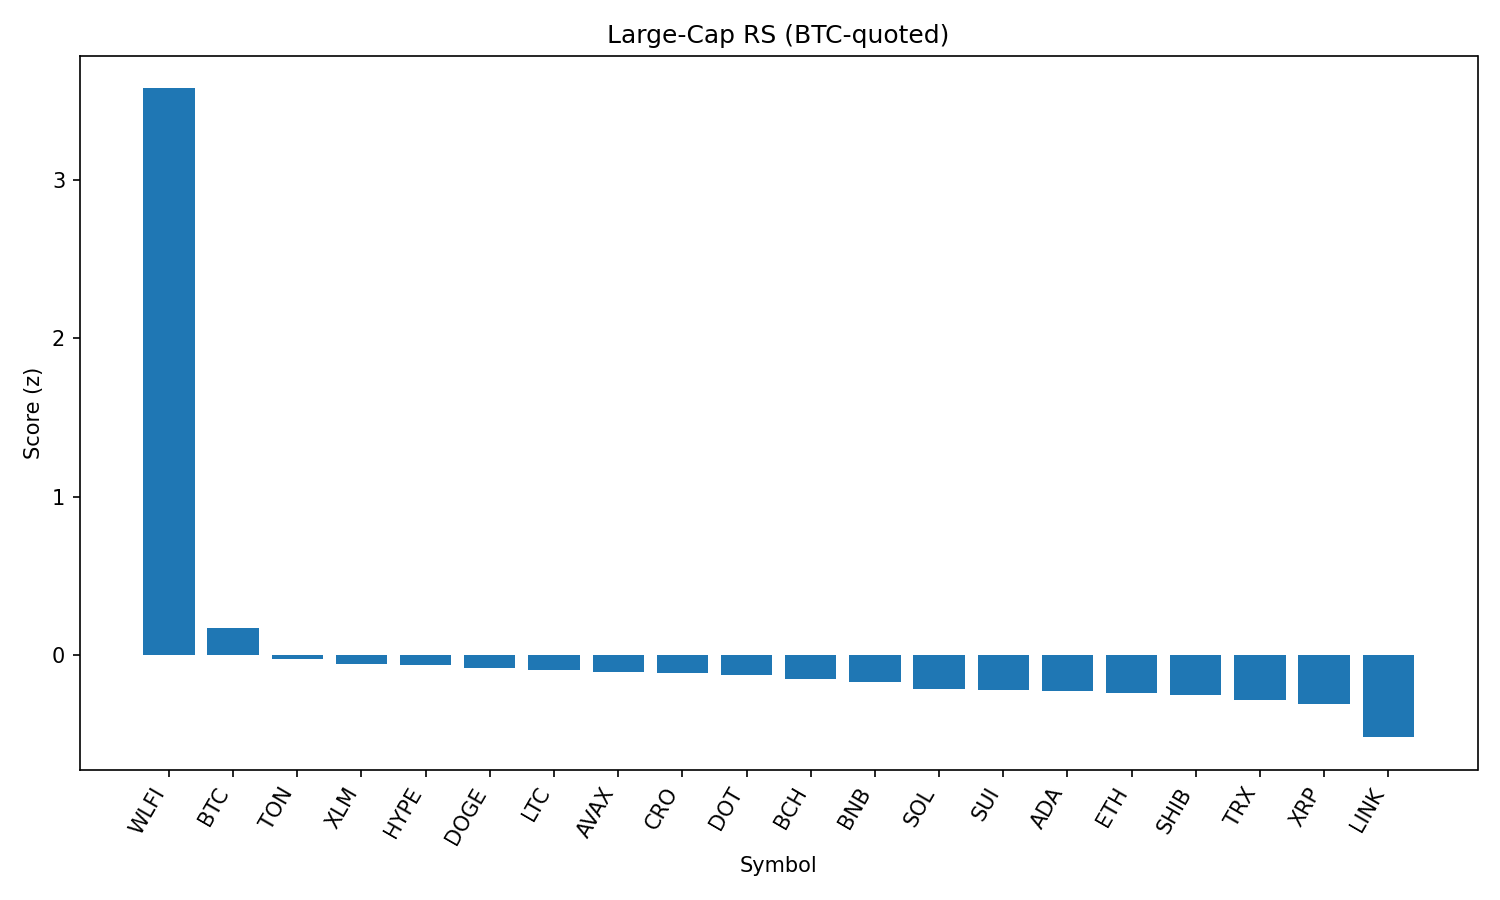 Large-Cap RS (BTC-quoted)
Score (z)
3
2
1
0
WLFI
BTC
TON
XLM
HYPE
DOGE
LTC
AVAX
CRO
DOT
BCH
BNB
SOL
SUI
ADA
ETH
SHIB
TRX
XRP
LINK
Symbol